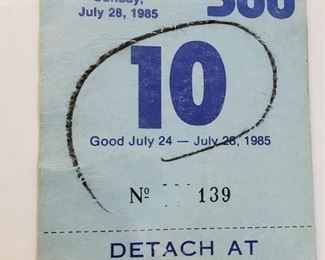 Sunday,
July 28, 1985
500
10
Good July 24 — July 28, 1985
Nº 139
DETACH AT